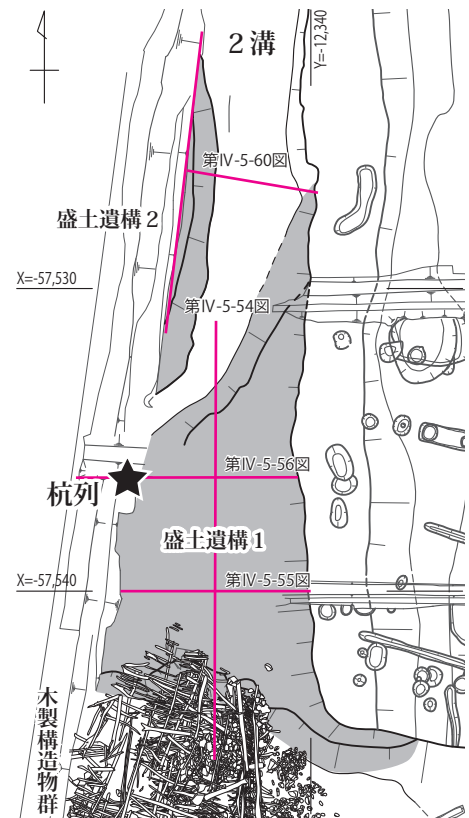 2溝
Y=-12,340
第Ⅳ-5-60図
盛土遺構2
X=-57,530
第Ⅳ-5-54図
第Ⅳ-5-56図
杭列
盛土遺構1
X=-57,540
第Ⅳ-5-55図
木製構造物群